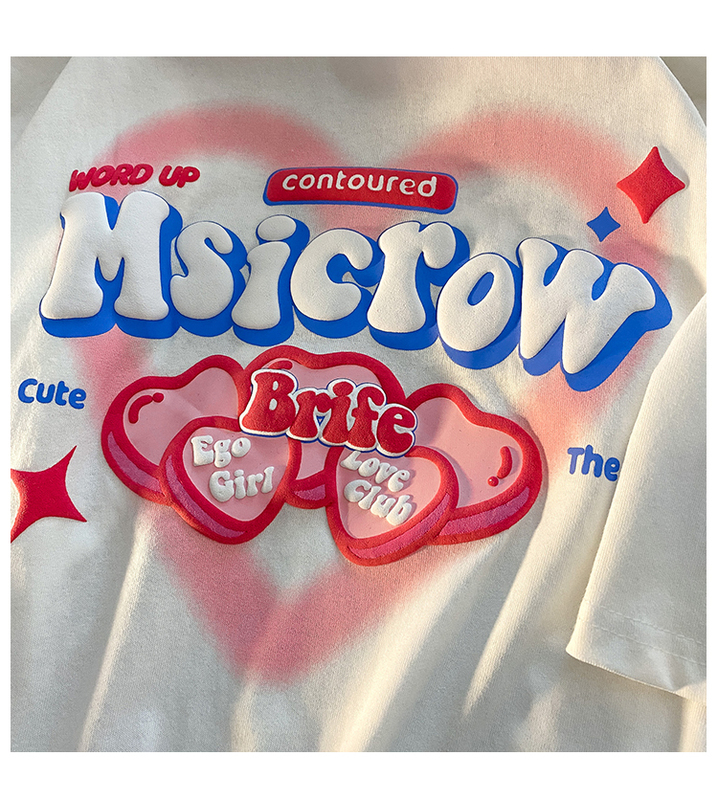 WORD UP
contoured
Msicrow
Cute
Brife
Ego
Girl
Love
Club
The